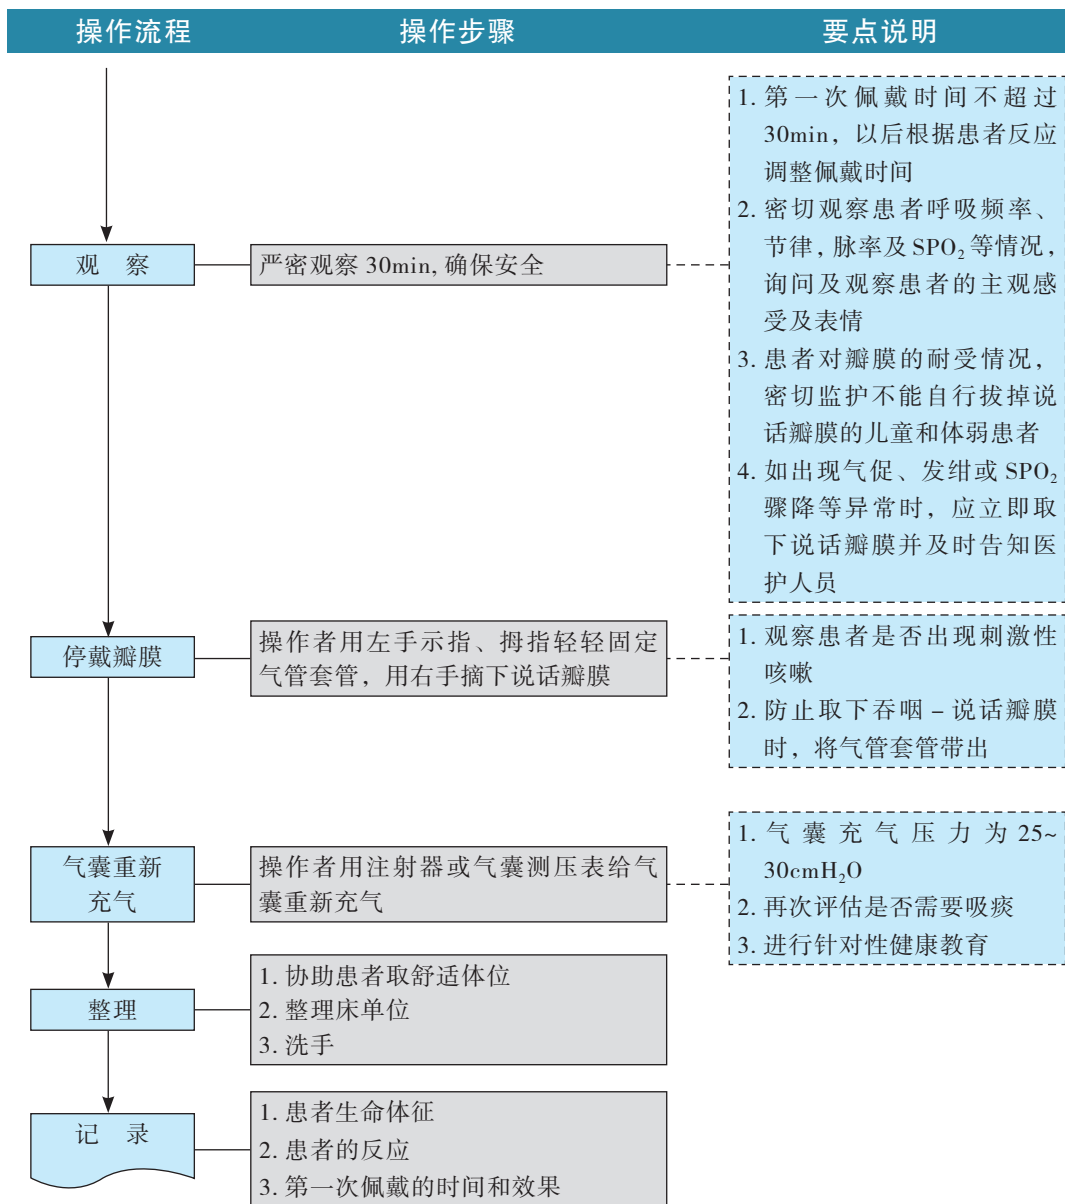 操作流程 操作步骤 要点说明
1. 第一次佩戴时间不超过
30min，以后根据患者反应
调整佩戴时间
2. 密切观察患者呼吸频率、
节律，脉率及 SPO₂ 等情况，
询问及观察患者的主观感
受及表情
3. 患者对瓣膜的耐受情况，
密切监护不能自行拔掉说
话瓣膜的儿童和体弱患者
4. 如出现气促、发绀或 SPO₂
骤降等异常时，应立即取
下说话瓣膜并及时告知医
护人员
观 察
严密观察 30min, 确保安全
停戴瓣膜
操作者用左手示指、拇指轻轻固定
气管套管，用右手摘下说话瓣膜
1. 观察患者是否出现刺激性
咳嗽
2. 防止取下吞咽 – 说话瓣膜
时，将气管套管带出
气囊重新
充气
操作者用注射器或气囊测压表给气
囊重新充气
1. 气囊充气压力为 25~
30cmH₂O
2. 再次评估是否需要吸痰
3. 进行针对性健康教育
整理
1. 协助患者取舒适体位
2. 整理床单位
3. 洗手
记 录
1. 患者生命体征
2. 患者的反应
3. 第一次佩戴的时间和效果